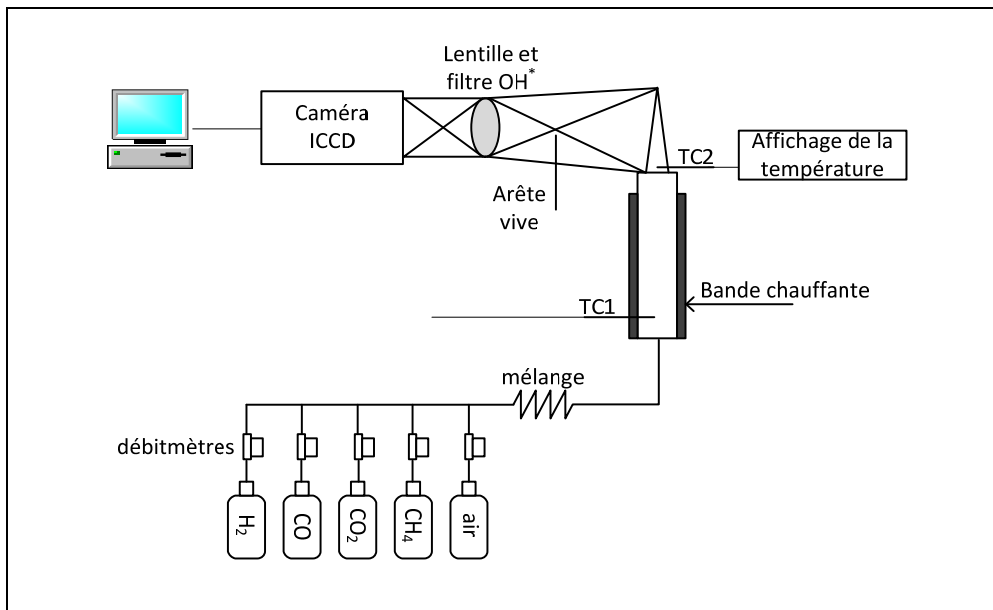 Lentille et
filtre OH*
Caméra
ICCD
Affichage de la
température
TC2
Arête
vive
Bande chauffante
TC1
mélange
débitmètres
H₂
CO
CO₂
CH₄
air